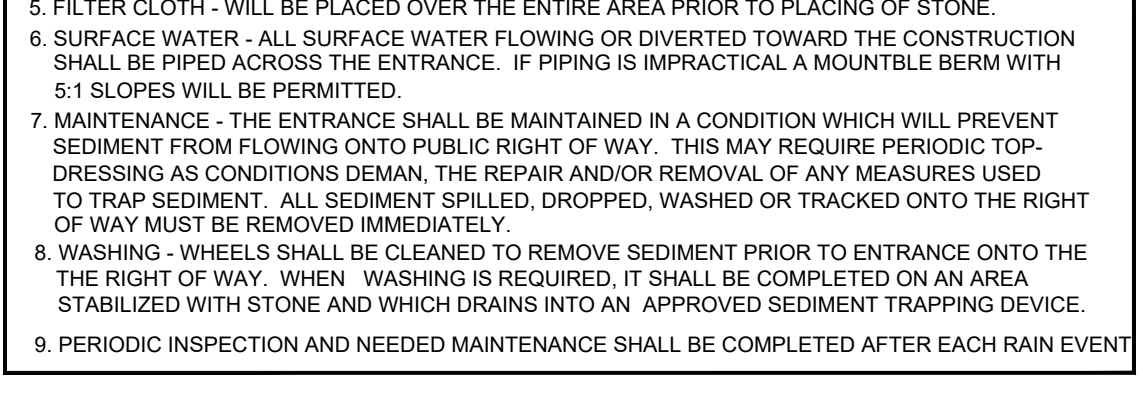 5. FILTER CLOTH - WILL BE PLACED OVER THE ENTIRE AREA PRIOR TO PLACING OF STONE.
6. SURFACE WATER - ALL SURFACE WATER FLOWING OR DIVERTED TOWARD THE CONSTRUCTION
SHALL BE PIPED ACROSS THE ENTRANCE. IF PIPING IS IMPRACTICAL A MOUNTBLE BERM WITH
5:1 SLOPES WILL BE PERMITTED.
7. MAINTENANCE - THE ENTRANCE SHALL BE MAINTAINED IN A CONDITION WHICH WILL PREVENT
SEDIMENT FROM FLOWING ONTO PUBLIC RIGHT OF WAY. THIS MAY REQUIRE PERIODIC TOP-
DRESSING AS CONDITIONS DEMAN, THE REPAIR AND/OR REMOVAL OF ANY MEASURES USED
TO TRAP SEDIMENT. ALL SEDIMENT SPILLED, DROPPED, WASHED OR TRACKED ONTO THE RIGHT
OF WAY MUST BE REMOVED IMMEDIATELY.
8. WASHING - WHEELS SHALL BE CLEANED TO REMOVE SEDIMENT PRIOR TO ENTRANCE ONTO THE
THE RIGHT OF WAY. WHEN WASHING IS REQUIRED, IT SHALL BE COMPLETED ON AN AREA
STABILIZED WITH STONE AND WHICH DRAINS INTO AN APPROVED SEDIMENT TRAPPING DEVICE.
9. PERIODIC INSPECTION AND NEEDED MAINTENANCE SHALL BE COMPLETED AFTER EACH RAIN EVENT